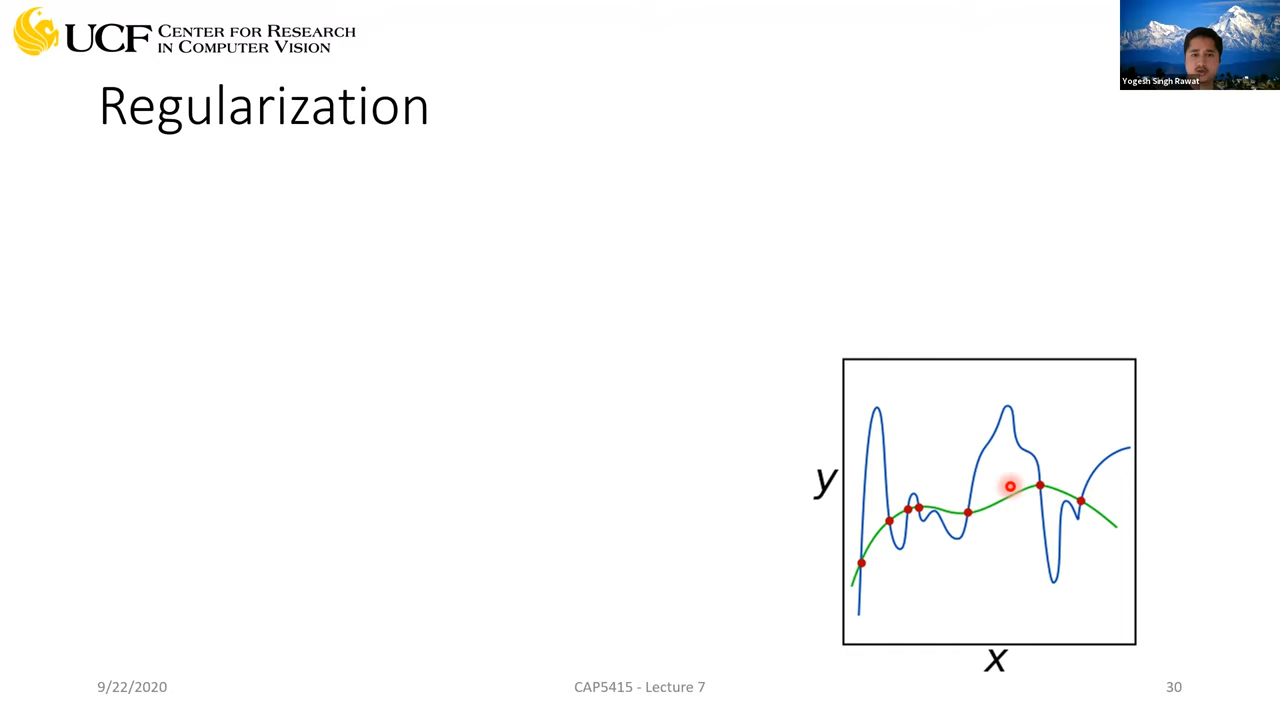 UCF CENTER FOR RESEARCH
IN COMPUTER VISION
Yogesh Singh Rawat
Regularization
y
x
9/22/2020
CAP5415 - Lecture 7
30